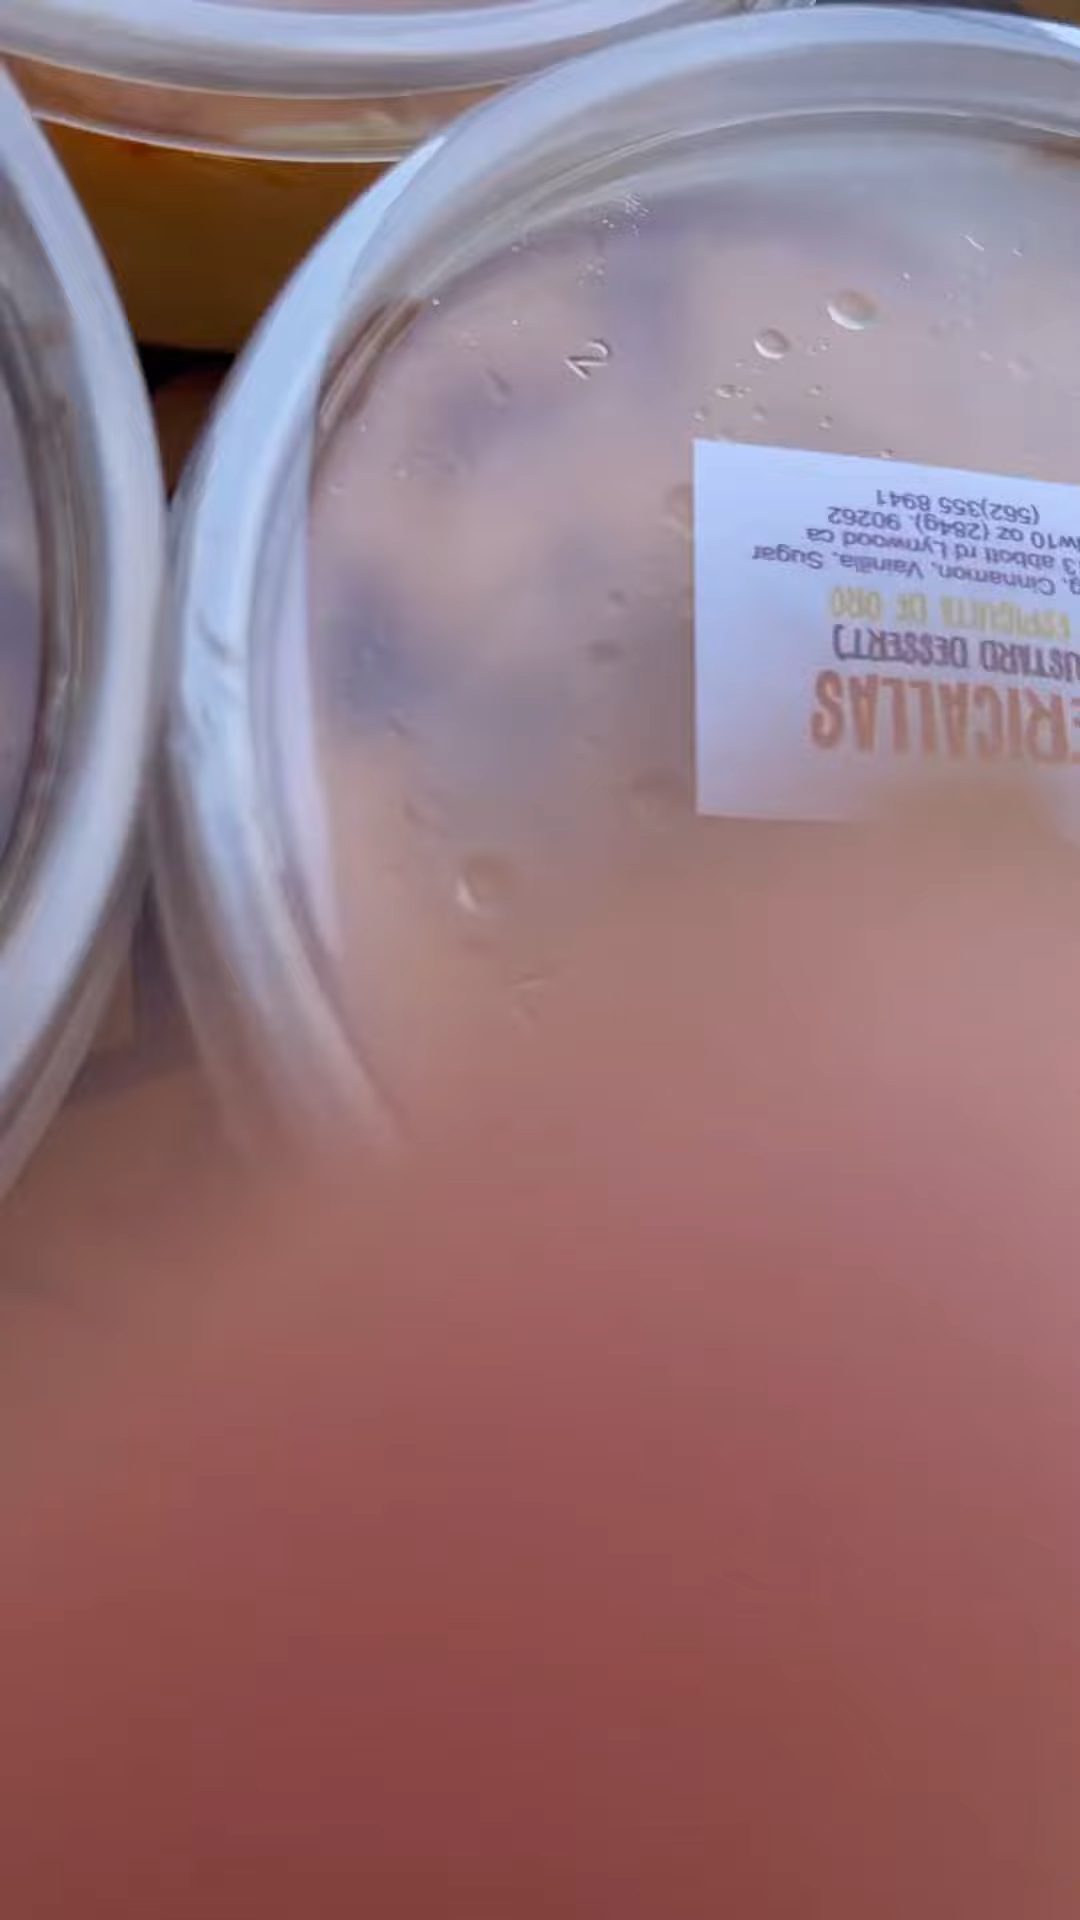 ERICALLAS
USTARD DESSERT)
ESPIGUITA DE ORO
g, Cinnamon, Vainilla, Sugar
3 abbott rd Lynwood ca
w10 oz (284g), 90262
(562)355 8941
2